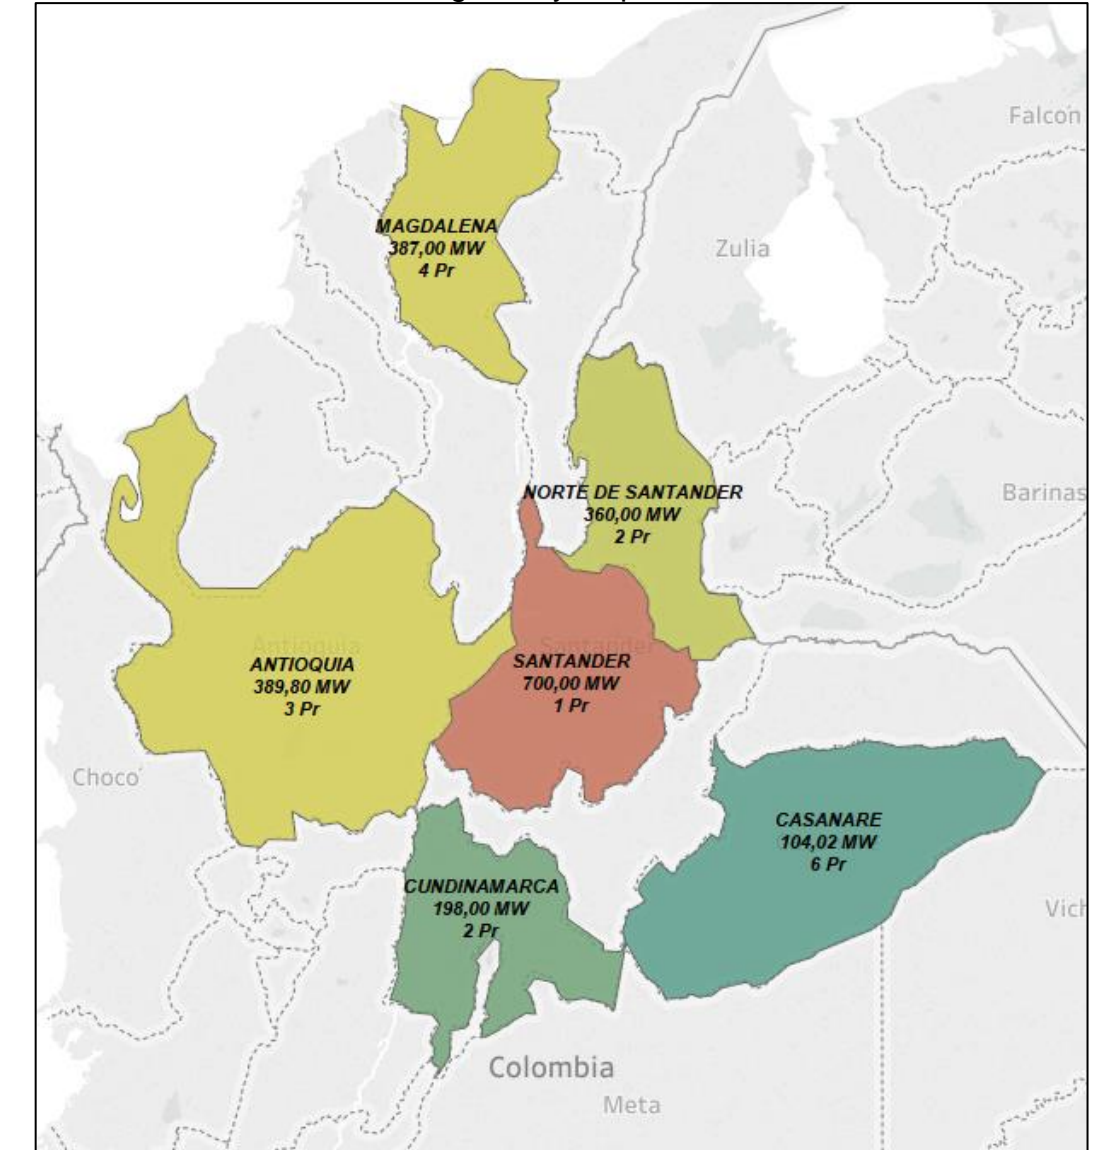 Falcon
MAGDALENA
387,00 MW
4 Pr
Zulia
NORTE DE SANTANDER
360,00 MW
2 Pr
Barinas
Antioquia
ANTIOQUIA
389,80 MW
3 Pr
Santander
SANTANDER
700,00 MW
1 Pr
Choco
CASANARE
104,02 MW
6 Pr
CUNDINAMARCA
198,00 MW
2 Pr
Vich
Colombia
Meta